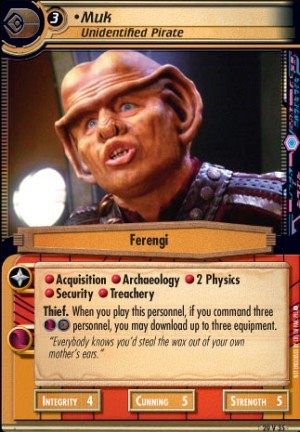 3
•Muk
Unidentified Pirate
Ferengi
Acquisition Archaeology 2 Physics
Security Treachery
Thief. When you play this personnel, if you command three
personnel, you may download up to three equipment.
"Everybody knows you'd steal the wax out of your own
mother's ears."
INTEGRITY 4 CUNNING 5 STRENGTH 5
30 V 35